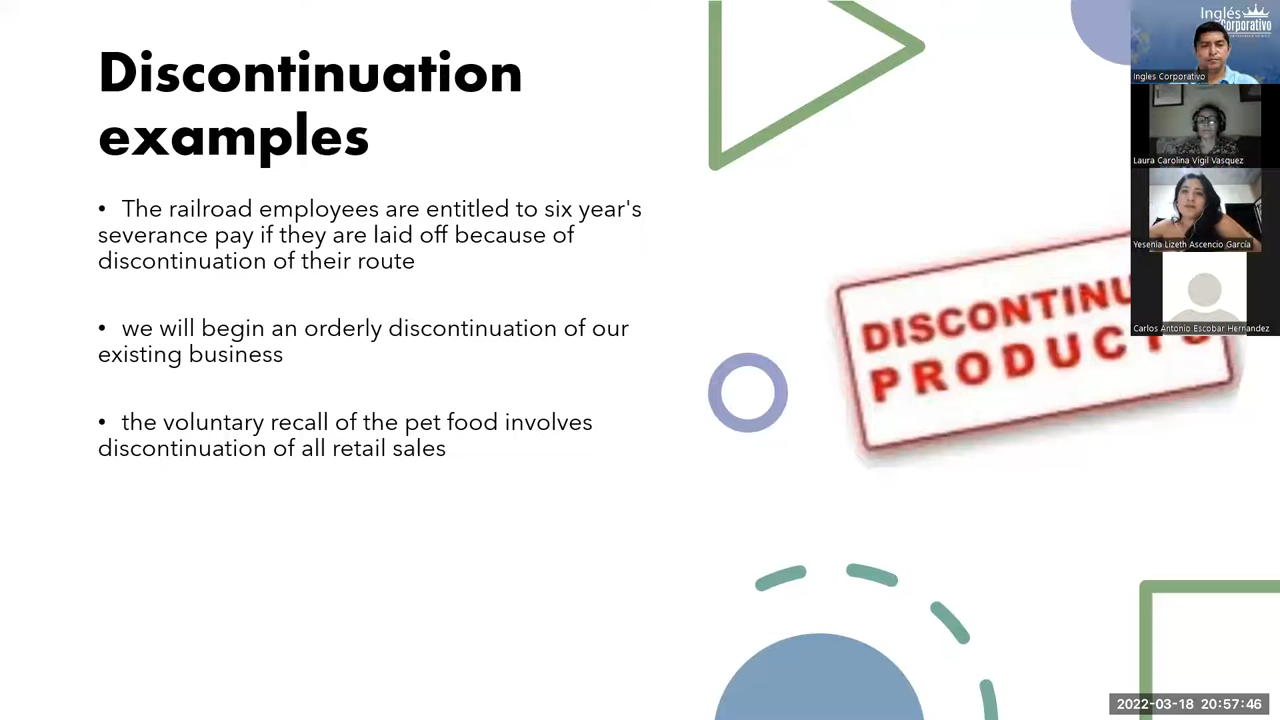 Discontinuation
examples
• The railroad employees are entitled to six year's
severance pay if they are laid off because of
discontinuation of their route
• we will begin an orderly discontinuation of our
existing business
• the voluntary recall of the pet food involves
discontinuation of all retail sales
PRODUCTS
Inglés
Corporativo
Ingles Corporativo
Laura Carolina Vigil Vasquez
Yesenia Lizeth Ascencio García
Carlos Antonio Escobar Hernandez
2022-03-18 20:57:46